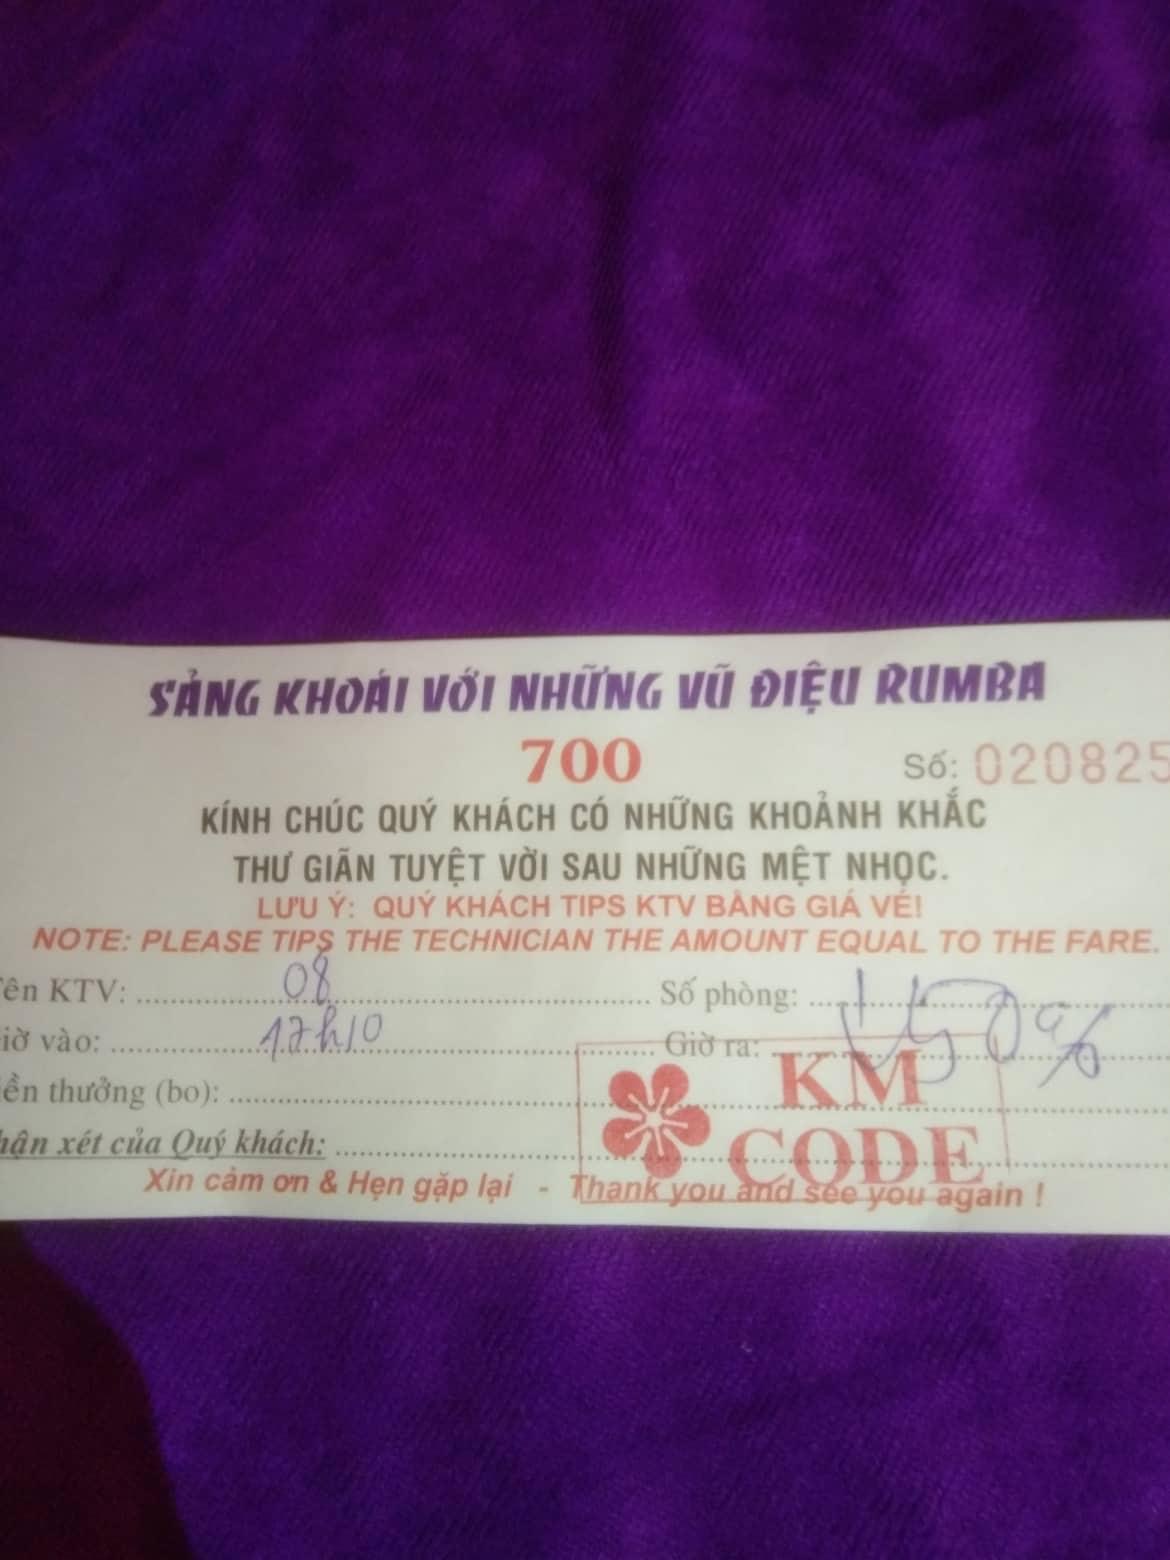 SẢNG KHOÁI VỚI NHỮNG VŨ ĐIỆU RUMBA
700
Số: 020825
KÍNH CHÚC QUÝ KHÁCH CÓ NHỮNG KHOẢNH KHẮC
THƯ GIÃN TUYỆT VỜI SAU NHỮNG MỆT NHỌC.
LƯU Ý: QUÝ KHÁCH TIPS KTV BẰNG GIÁ VÉ!
NOTE: PLEASE TIPS THE TECHNICIAN THE AMOUNT EQUAL TO THE FARE.
ên KTV: 08 Số phòng:
iờ vào: 17h10 Giờ ra:
iền thưởng (bo):
hận xét của Quý khách:
KM
CODE
Xin cảm ơn & Hẹn gặp lại - Thank you and see you again !